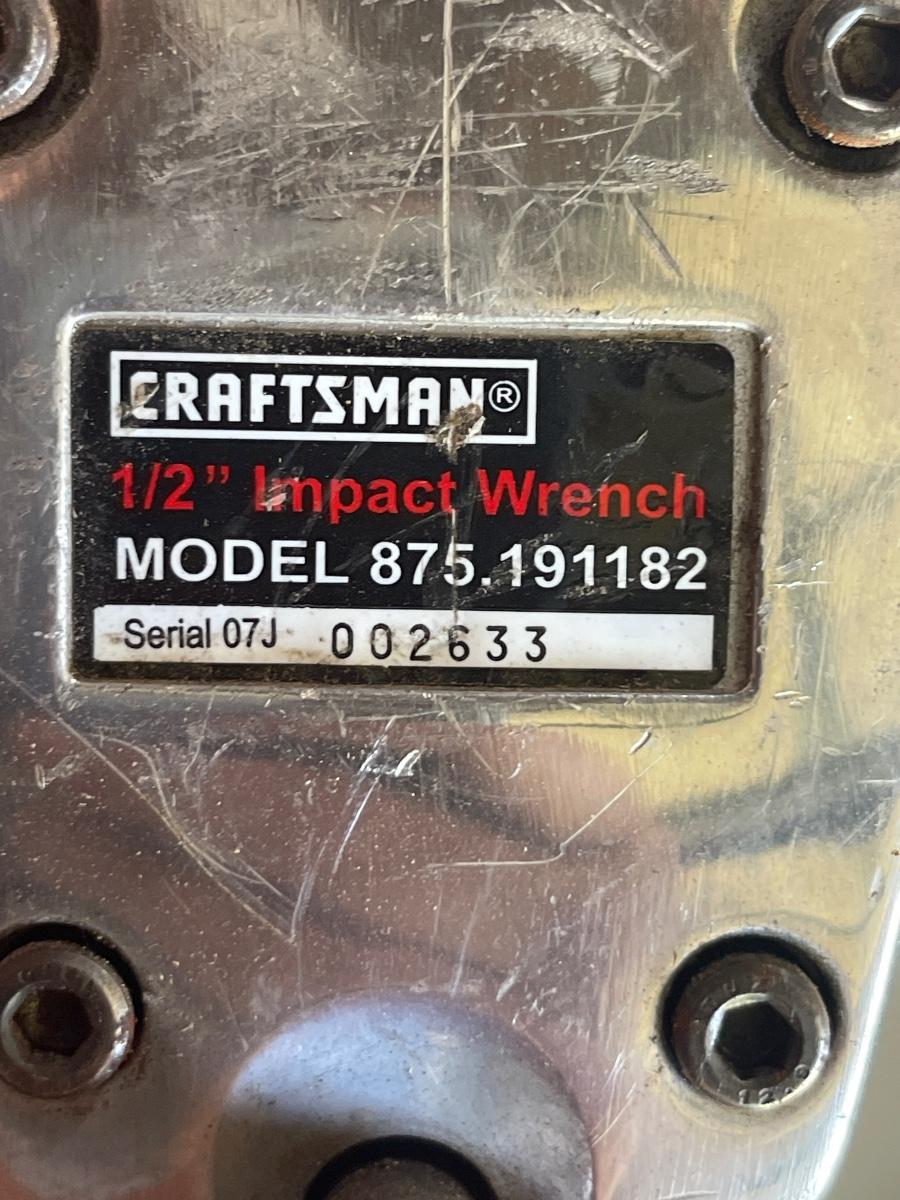 CRAFTSMAN®
1/2” Impact Wrench
MODEL 875.191182
Serial 07J 002633